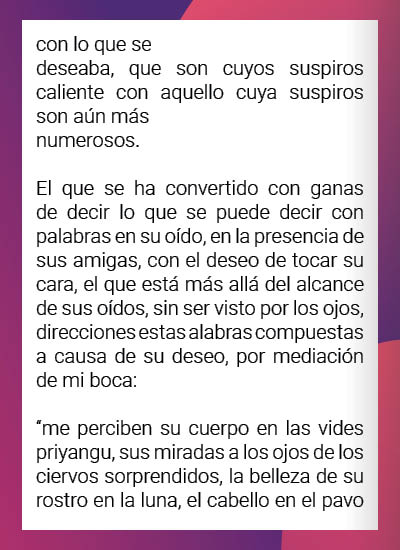 con lo que se
deseaba, que son cuyos suspiros
caliente con aquello cuya suspiros
son aún más
numerosos.
El que se ha convertido con ganas
de decir lo que se puede decir con
palabras en su oído, en la presencia de
sus amigas, con el deseo de tocar su
cara, el que está más allá del alcance
de sus oídos, sin ser visto por los ojos,
direcciones estas alabras compuestas
a causa de su deseo, por mediación
de mi boca:
“me perciben su cuerpo en las vides
priyangu, sus miradas a los ojos de los
ciervos sorprendidos, la belleza de su
rostro en la luna, el cabello en el pavo